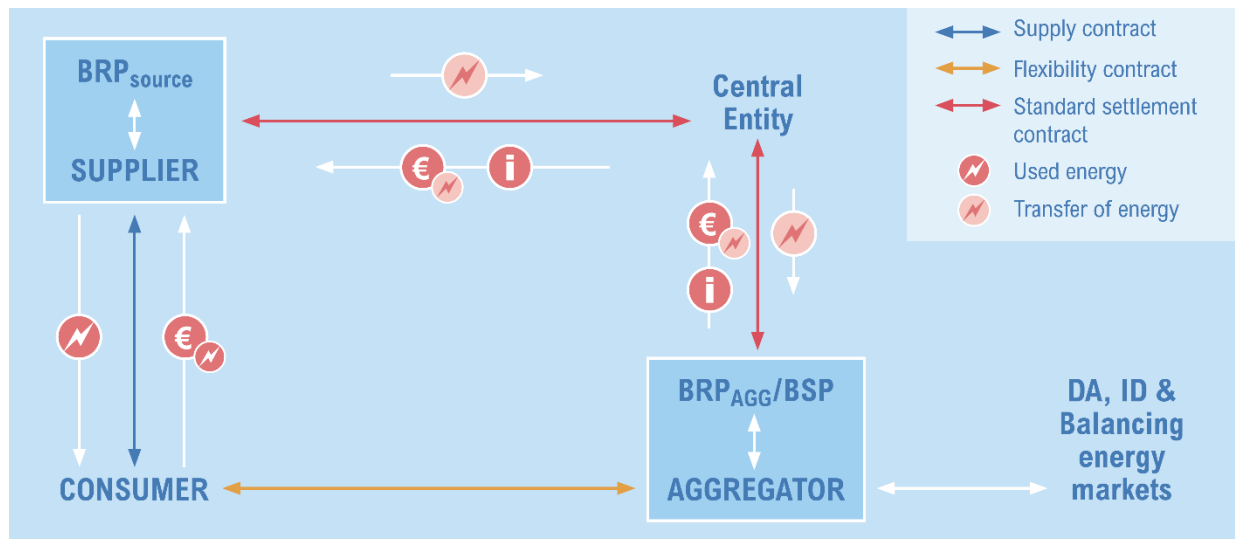 BRPsource
SUPPLIER
Central
Entity
Supply contract
Flexibility contract
Standard settlement
contract
Used energy
Transfer of energy
€
i
€
i
€
BRPAGG/BSP
AGGREGATOR
CONSUMER
DA, ID &
Balancing
energy
markets